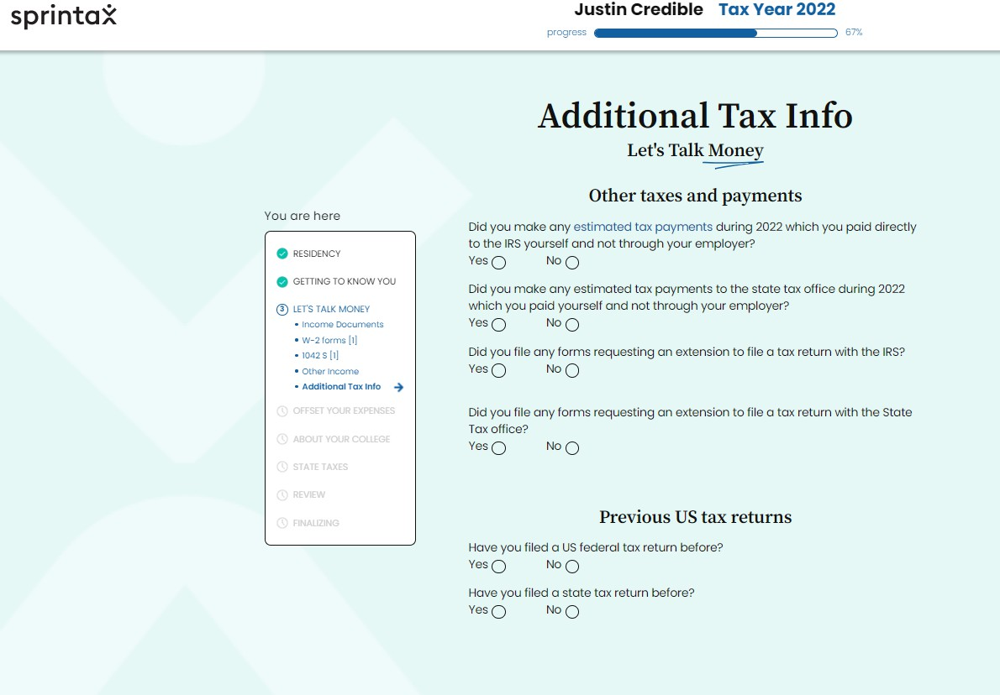 sprintax
Justin Credible Tax Year 2022
progress 67%
Additional Tax Info
Let's Talk Money
You are here
RESIDENCY
GETTING TO KNOW YOU
3 LET'S TALK MONEY
• Income Documents
• W-2 forms [1]
• 1042 S [1]
• Other Income
• Additional Tax Info
OFFSET YOUR EXPENSES
ABOUT YOUR COLLEGE
STATE TAXES
REVIEW
FINALIZING
Other taxes and payments
Did you make any estimated tax payments during 2022 which you paid directly
to the IRS yourself and not through your employer?
Yes No
Did you make any estimated tax payments to the state tax office during 2022
which you paid yourself and not through your employer?
Yes No
Did you file any forms requesting an extension to file a tax return with the IRS?
Yes No
Did you file any forms requesting an extension to file a tax return with the State
Tax office?
Yes No
Previous US tax returns
Have you filed a US federal tax return before?
Yes No
Have you filed a state tax return before?
Yes No